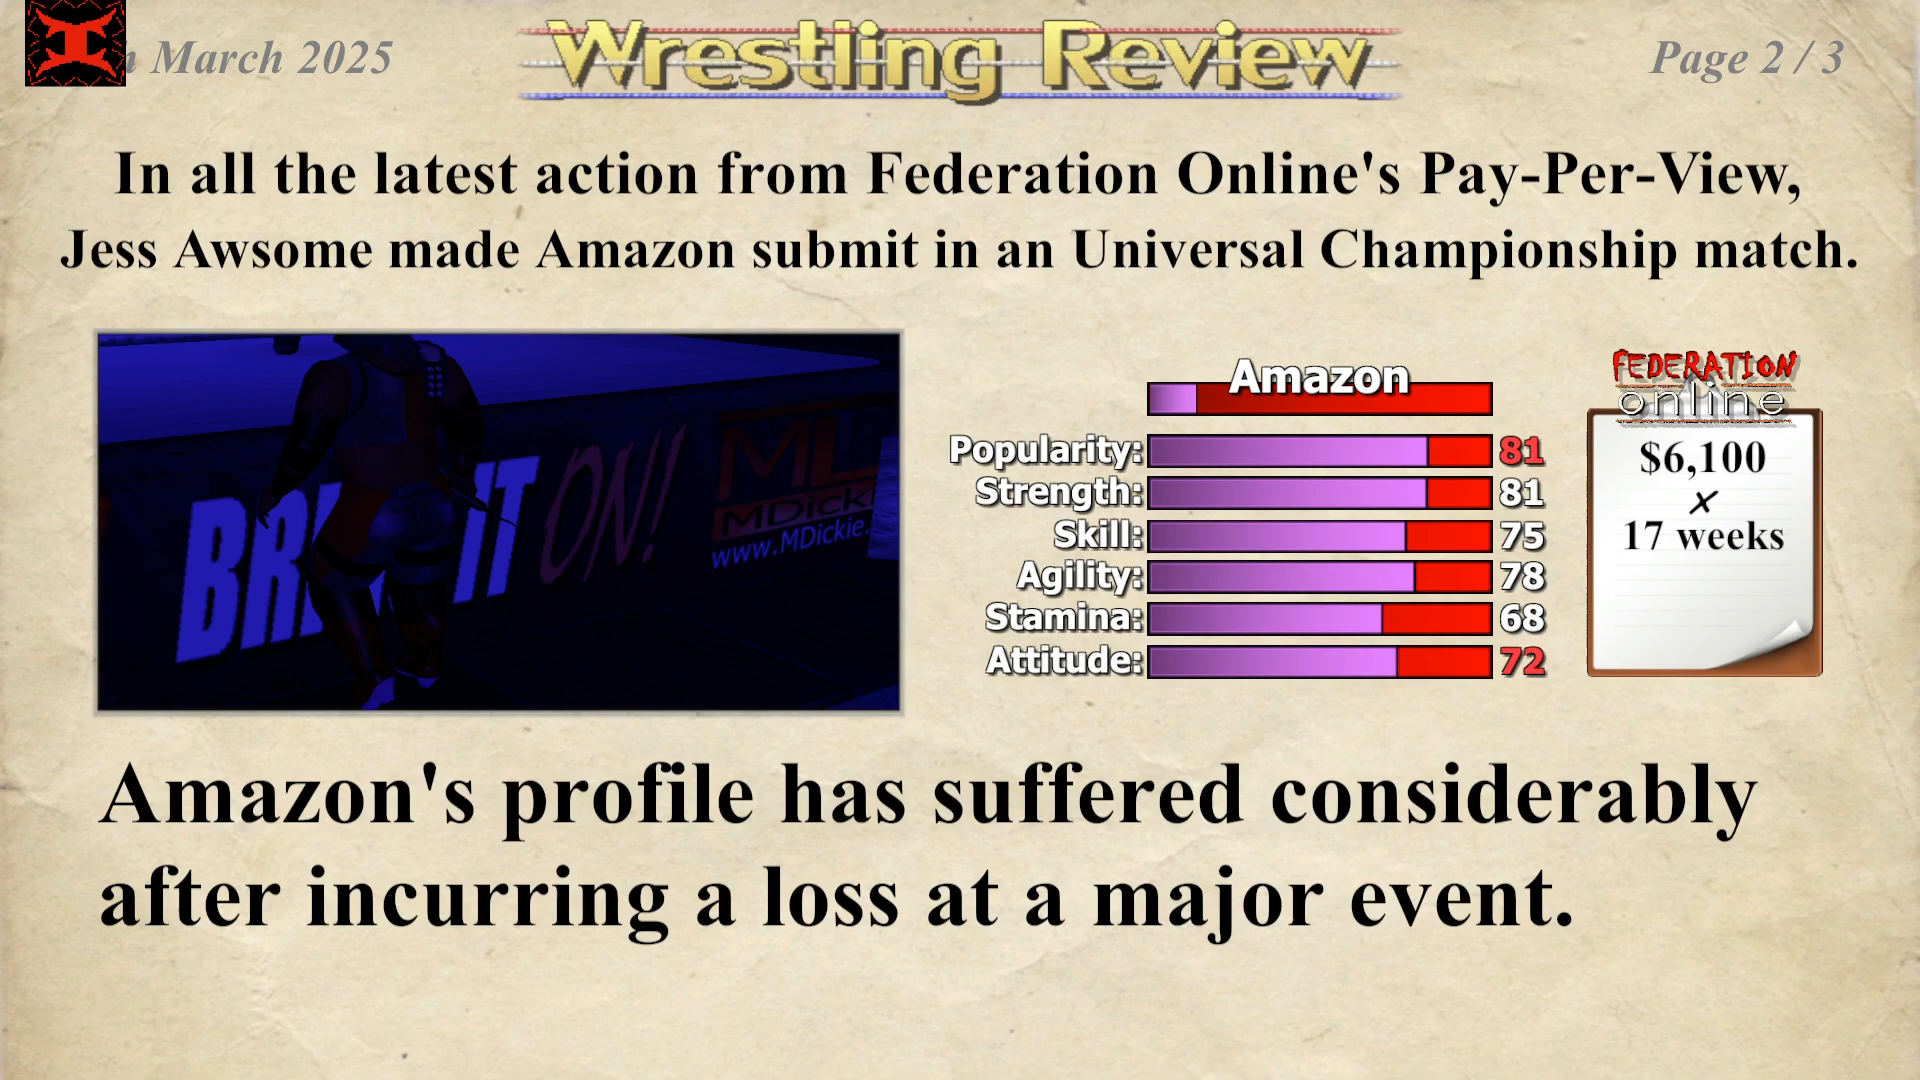 March 2025
Wrestling Review
Page 2 / 3
In all the latest action from Federation Online's Pay-Per-View,
Jess Awsome made Amazon submit in an Universal Championship match.
BR IT ON!
MDickie
www.MDickie.
Amazon
Popularity: 81
Strength: 81
Skill: 75
Agility: 78
Stamina: 68
Attitude: 72
FEDERATION
online
$6,100
x
17 weeks
Amazon's profile has suffered considerably
after incurring a loss at a major event.